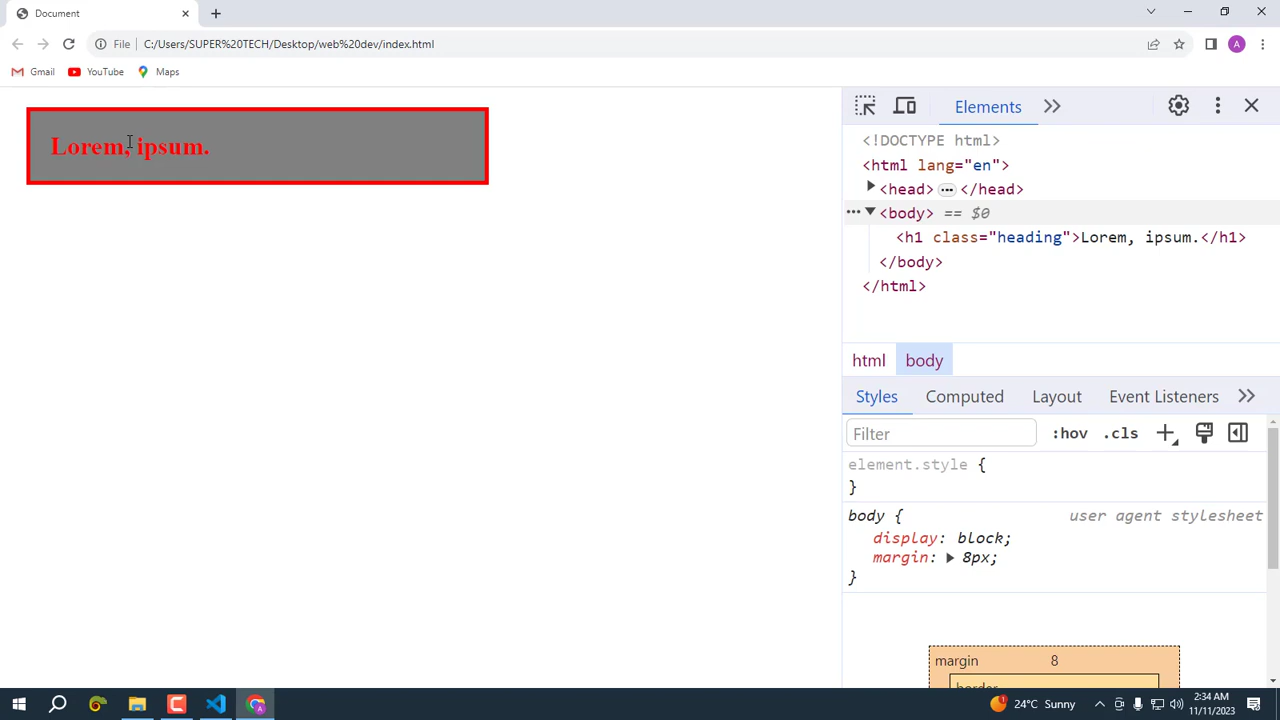 Document
File
C:/Users/SUPER%20TECH/Desktop/web%20dev/index.html
A
Gmail
YouTube
Maps
Lorem, ipsum.
Elements
<!DOCTYPE html>
<html lang="en">
<head> ... </head>
... <body> == $0
<h1 class="heading">Lorem, ipsum.</h1>
</body>
</html>
html body
Styles Computed Layout Event Listeners
Filter :hov .cls
element.style {
}
body { user agent stylesheet
display: block;
margin: 8px;
}
margin 8
border
24°C Sunny
2:34 AM
11/11/2023